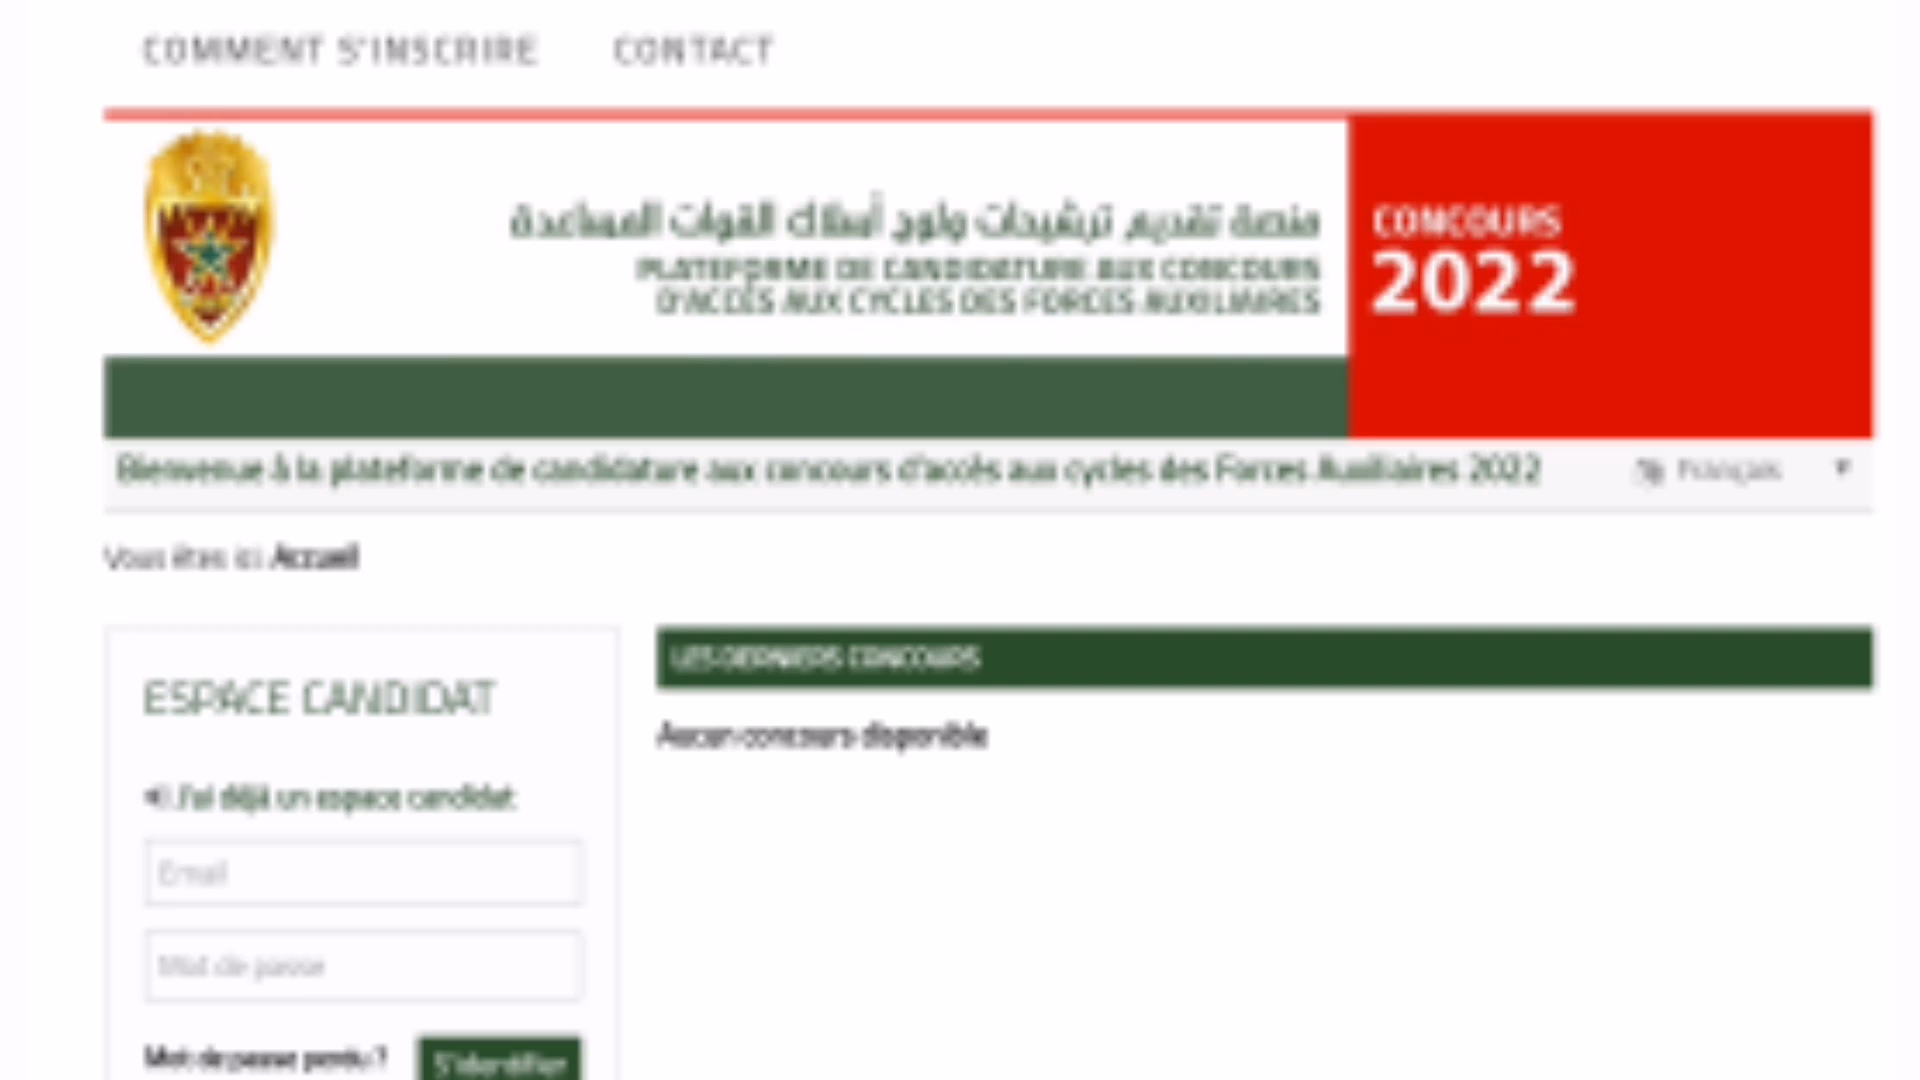 COMMENT S'INSCRIRE
CONTACT
منصة تقديم ترشيحات ولوج أسلاك القوات المساعدة
PLATEFORME DE CANDIDATURE AUX CONCOURS
D'ACCÈS AUX CYCLES DES FORCES AUXILIAIRES
CONCOURS
2022
Bienvenue à la plateforme de candidature aux concours d'accès aux cycles des Forces Auxiliaires 2022
Français
Vous êtes ici: Accueil
ESPACE CANDIDAT
LES DERNIERS CONCOURS
Aucun concours disponible
J'ai déjà un espace candidat
Email
Mot de passe
Mot de passe perdu ?
S'identifier